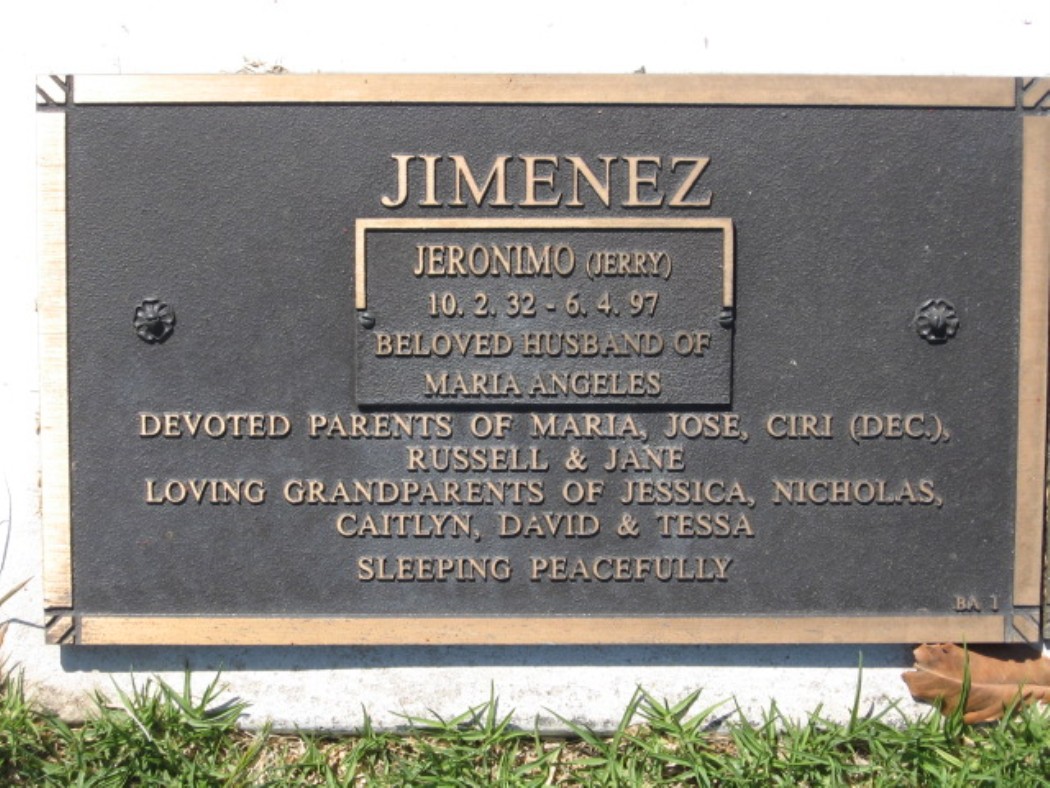 JIMENEZ
JERONIMO (JERRY)
10. 2. 32 - 6. 4. 97
BELOVED HUSBAND OF
MARIA ANGELES
DEVOTED PARENTS OF MARIA, JOSE, CIRI (DEC.),
RUSSELL & JANE
LOVING GRANDPARENTS OF JESSICA, NICHOLAS,
CAITLYN, DAVID & TESSA
SLEEPING PEACEFULLY
BA 1